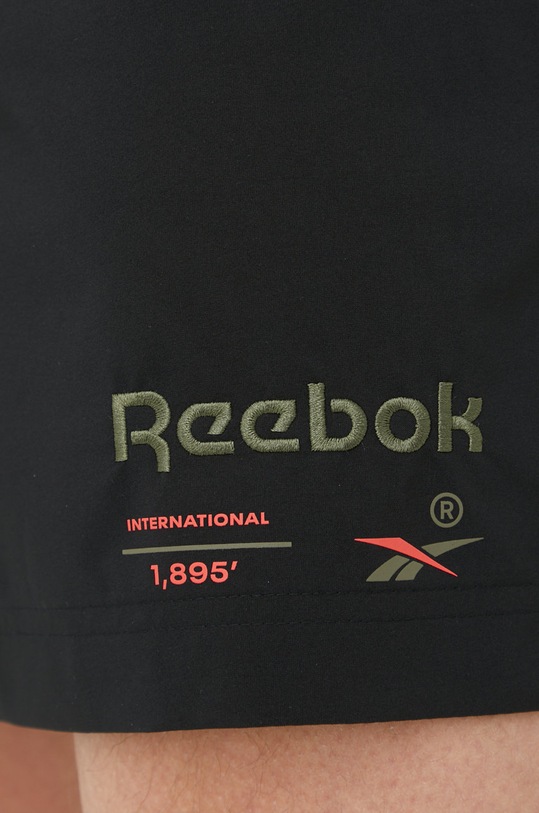 Reebok
INTERNATIONAL
®
1,895′